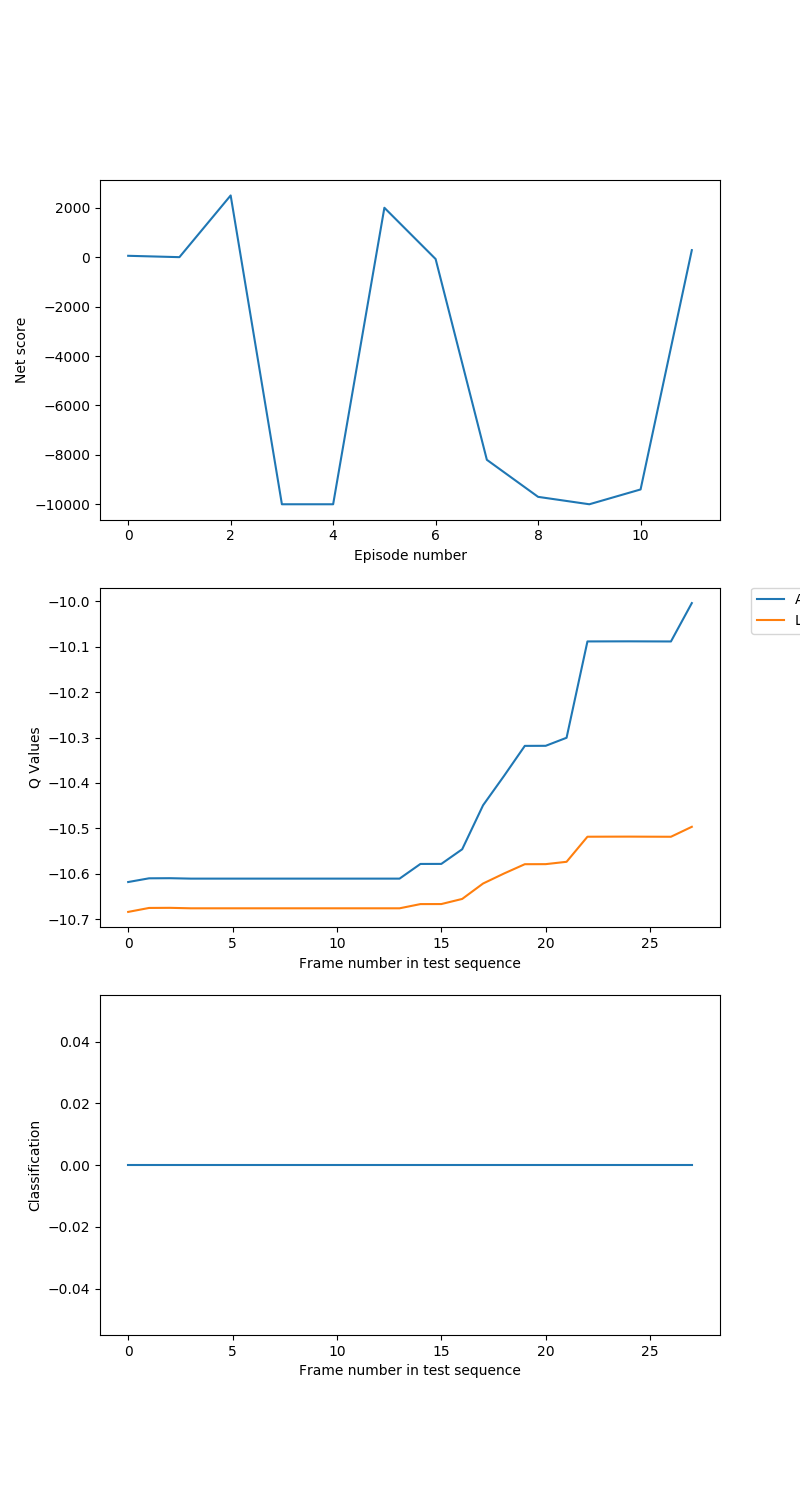 2000
0
−2000
−4000
−6000
−8000
−10000
Net score
0 2 4 6 8 10
Episode number
−10.0
−10.1
−10.2
−10.3
−10.4
−10.5
−10.6
−10.7
Q Values
0 5 10 15 20 25
Frame number in test sequence
0.04
0.02
0.00
−0.02
−0.04
Classification
0 5 10 15 20 25
Frame number in test sequence